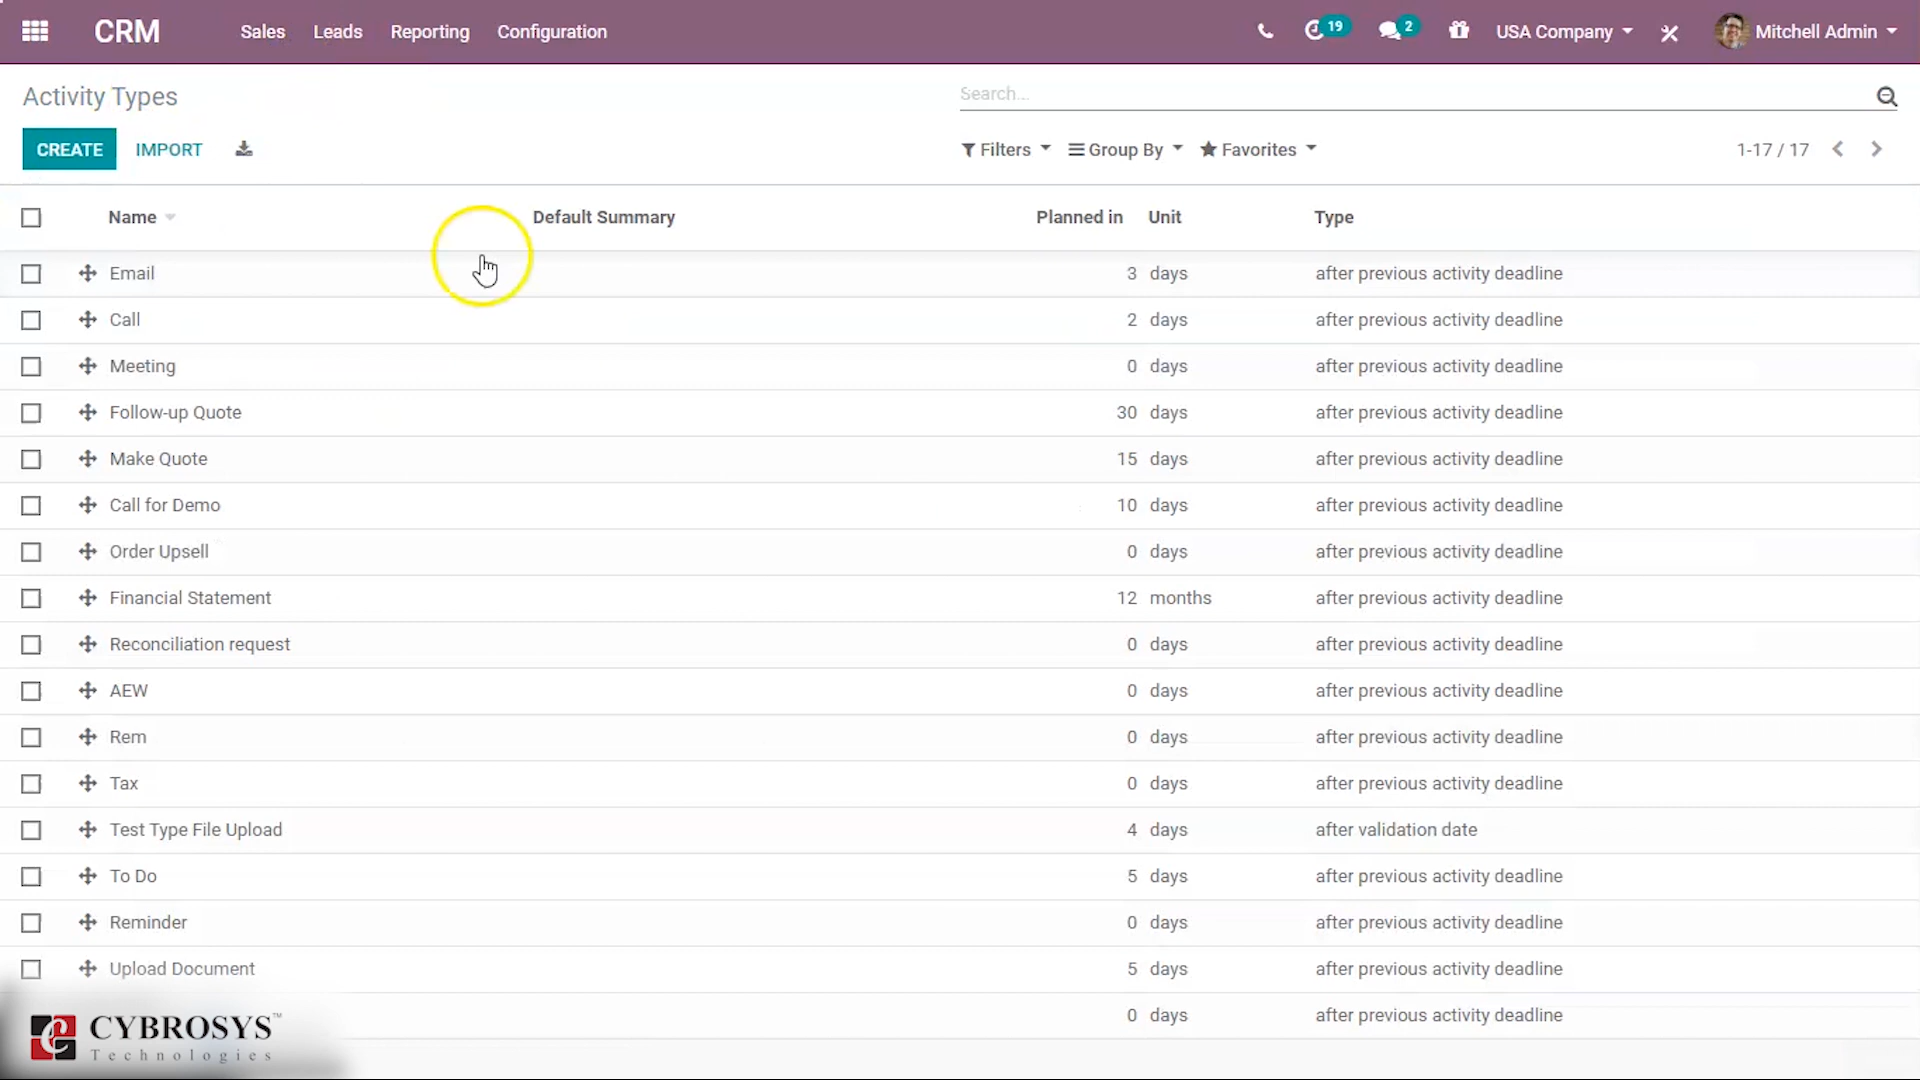 CRM Sales Leads Reporting Configuration 19 2 USA Company Mitchell Admin
Activity Types Search...
CREATE IMPORT Filters Group By Favorites 1-17 / 17
Name Default Summary Planned in Unit Type
Email 3 days after previous activity deadline
Call 2 days after previous activity deadline
Meeting 0 days after previous activity deadline
Follow-up Quote 30 days after previous activity deadline
Make Quote 15 days after previous activity deadline
Call for Demo 10 days after previous activity deadline
Order Upsell 0 days after previous activity deadline
Financial Statement 12 months after previous activity deadline
Reconciliation request 0 days after previous activity deadline
AEW 0 days after previous activity deadline
Rem 0 days after previous activity deadline
Tax 0 days after previous activity deadline
Test Type File Upload 4 days after validation date
To Do 5 days after previous activity deadline
Reminder 0 days after previous activity deadline
Upload Document 5 days after previous activity deadline
0 days after previous activity deadline
CYBROSYS™
Technologies